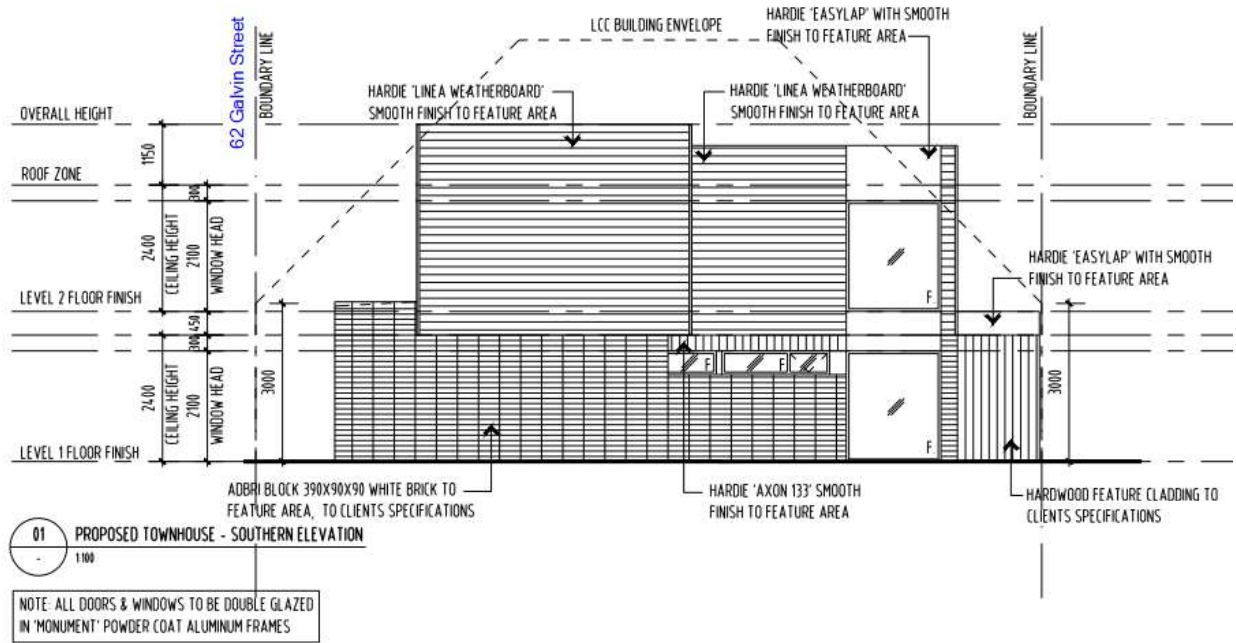 62 Galvin Street
BOUNDARY LINE
LCC BUILDING ENVELOPE
HARDIE 'EASYLAP' WITH SMOOTH
FINISH TO FEATURE AREA
BOUNDARY LINE
HARDIE 'LINEA WEATHERBOARD'
SMOOTH FINISH TO FEATURE AREA
HARDIE 'LINEA WEATHERBOARD'
SMOOTH FINISH TO FEATURE AREA
OVERALL HEIGHT
1150
ROOF ZONE
300
2400
CEILING HEIGHT
2100
WINDOW HEAD
HARDIE 'EASYLAP' WITH SMOOTH
FINISH TO FEATURE AREA
LEVEL 2 FLOOR FINISH
F
450
300
F
F
2400
CEILING HEIGHT
2100
WINDOW HEAD
3000
3000
F
LEVEL 1 FLOOR FINISH
ADBRI BLOCK 390X90X90 WHITE BRICK TO
FEATURE AREA, TO CLIENTS SPECIFICATIONS
HARDIE 'AXON 133' SMOOTH
FINISH TO FEATURE AREA
HARDWOOD FEATURE CLADDING TO
CLIENTS SPECIFICATIONS
01
-
PROPOSED TOWNHOUSE - SOUTHERN ELEVATION
1:100
NOTE: ALL DOORS & WINDOWS TO BE DOUBLE GLAZED
IN 'MONUMENT' POWDER COAT ALUMINUM FRAMES